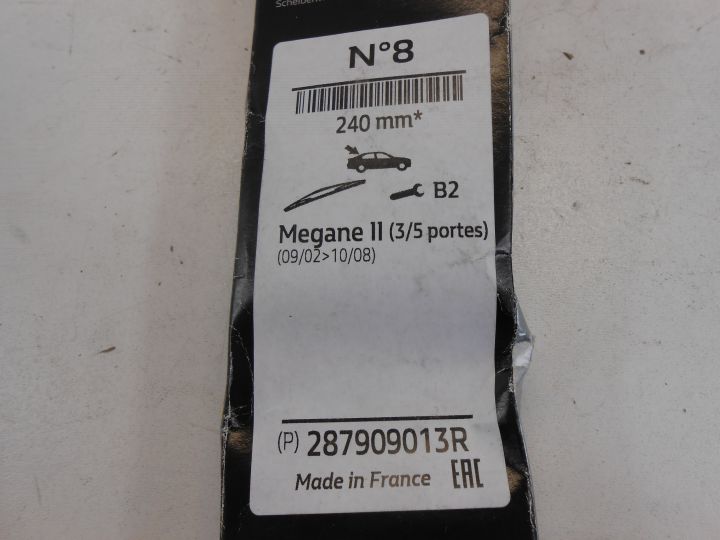 N°8
240 mm*
B2
Megane II (3/5 portes)
(09/02>10/08)
(P) 287909013R
Made in France EAC